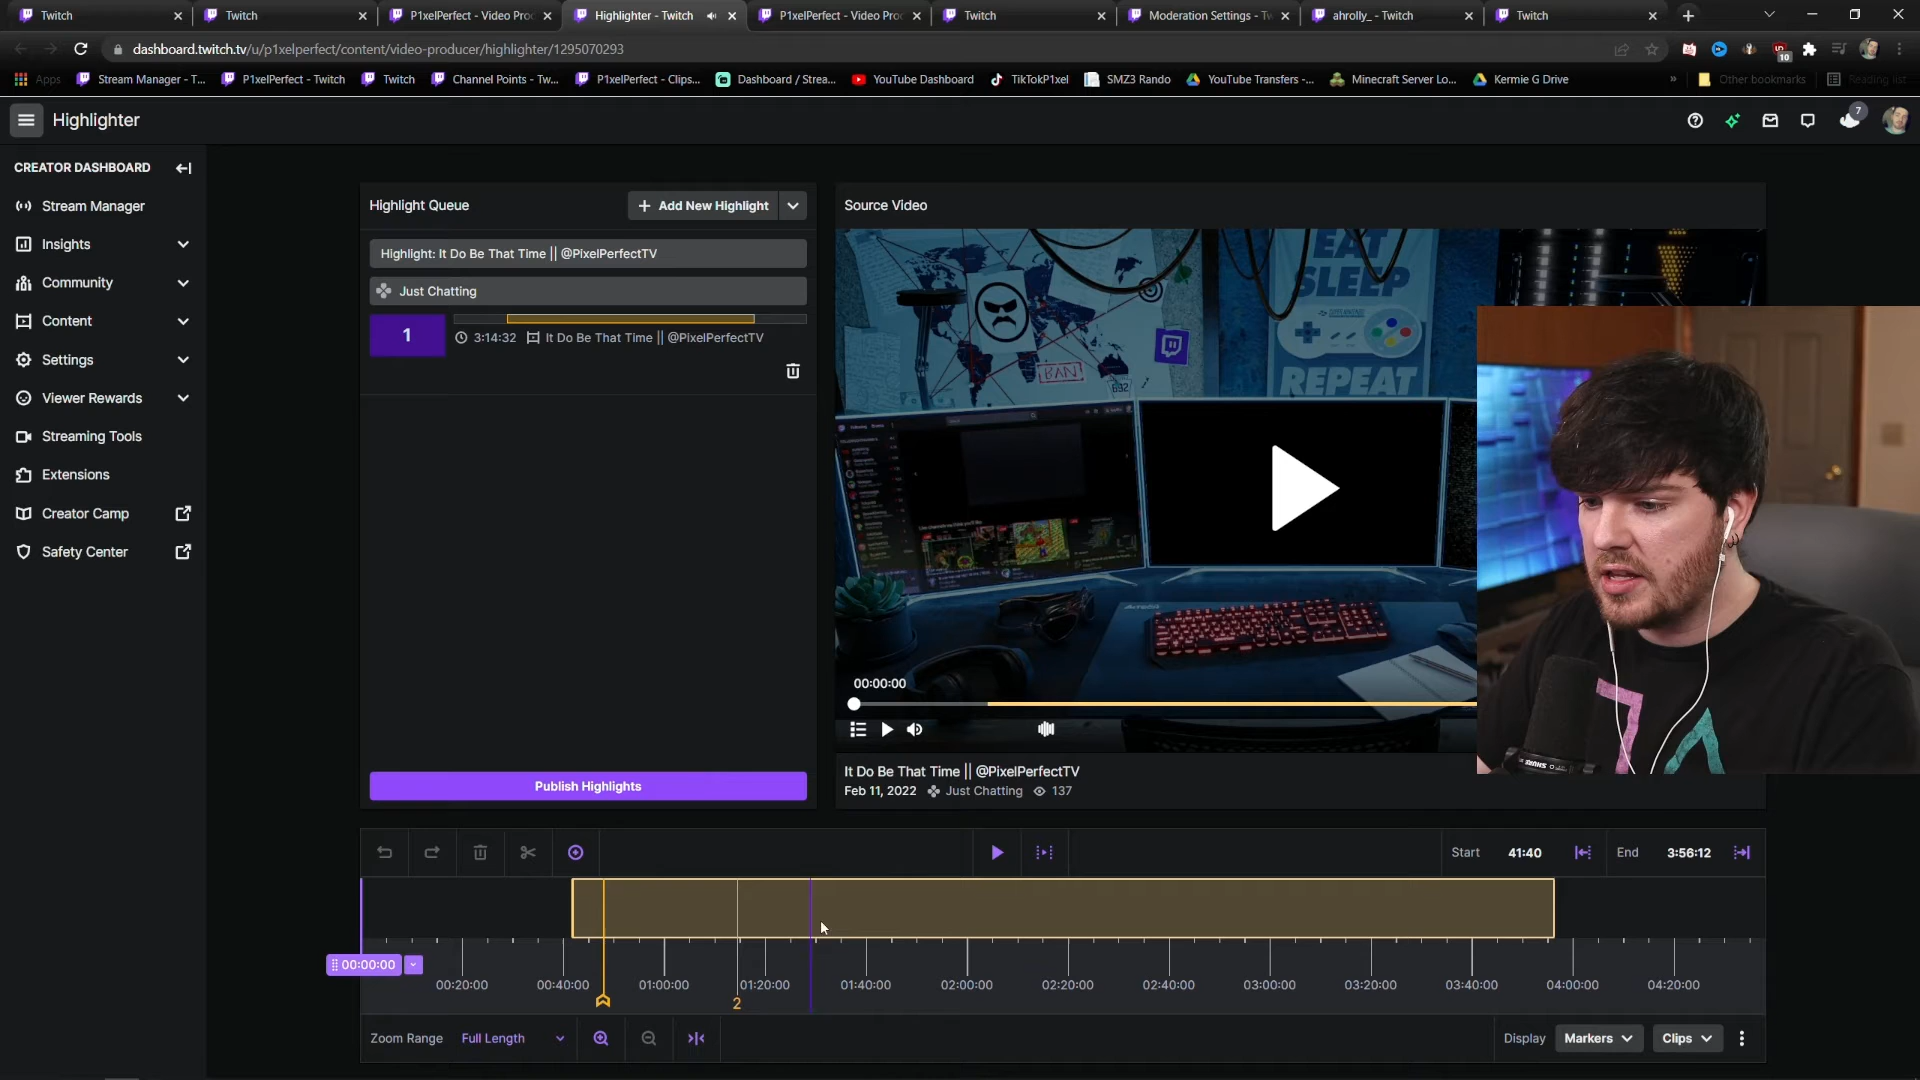 Twitch
Twitch
P1xelPerfect - Video Proc
Highlighter - Twitch
P1xelPerfect - Video Proc
Twitch
Moderation Settings - Tw
ahrolly_ - Twitch
Twitch
dashboard.twitch.tv/u/p1xelperfect/content/video-producer/highlighter/1295070293
10
Apps
Stream Manager - T...
P1xelPerfect - Twitch
Twitch
Channel Points - Tw...
P1xelPerfect - Clips...
Dashboard / Strea...
YouTube Dashboard
TikTokP1xel
SMZ3 Rando
YouTube Transfers -...
Minecraft Server Lo...
Kermie G Drive
»
Other bookmarks
Reading list
Highlighter
7
CREATOR DASHBOARD
Stream Manager
Insights
Community
Content
Settings
Viewer Rewards
Streaming Tools
Extensions
Creator Camp
Safety Center
Highlight Queue
Add New Highlight
Highlight: It Do Be That Time || @PixelPerfectTV
Just Chatting
1
3:14:32
It Do Be That Time || @PixelPerfectTV
Publish Highlights
Source Video
EAT
SLEEP
REPEAT
BAN
632
00:00:00
It Do Be That Time || @PixelPerfectTV
Feb 11, 2022
Just Chatting
137
Start
41:40
End
3:56:12
00:00:00
00:20:00
00:40:00
01:00:00
01:20:00
01:40:00
02:00:00
02:20:00
02:40:00
03:00:00
03:20:00
03:40:00
04:00:00
04:20:00
2
Zoom Range
Full Length
Display
Markers
Clips